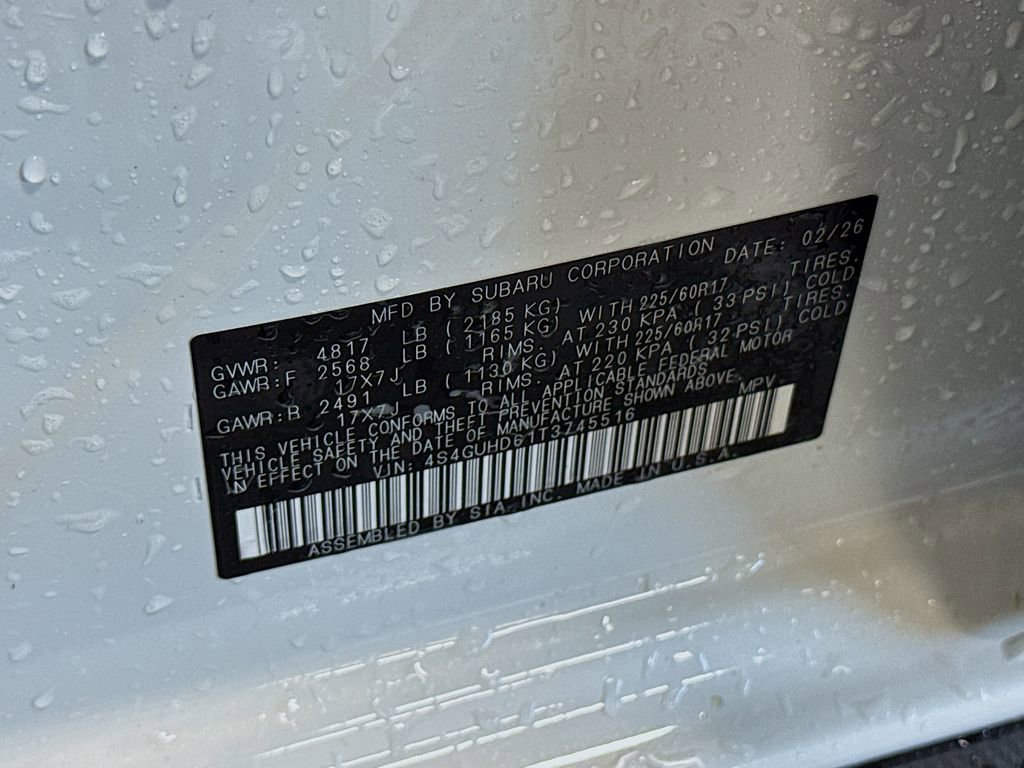 MFD BY SUBARU CORPORATION DATE: 02/26
GVWR: 4817 LB ( 2185 KG)
GAWR:F 2568 LB ( 1165 KG) WITH 225/60R17 TIRES.
17X7J RIMS. AT 230 KPA ( 33 PSI) COLD
GAWR:R 2491 LB ( 1130 KG) WITH 225/60R17 TIRES.
17X7J RIMS. AT 220 KPA ( 32 PSI) COLD
THIS VEHICLE CONFORMS TO ALL APPLICABLE FEDERAL MOTOR
VEHICLE SAFETY AND THEFT PREVENTION STANDARDS
IN EFFECT ON THE DATE OF MANUFACTURE SHOWN ABOVE.
VIN: 4S4GUHD61T3745516 MPV
ASSEMBLED BY SIA INC. MADE IN U.S.A.